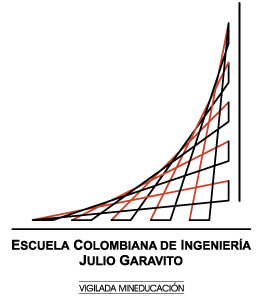 ESCUELA COLOMBIANA DE INGENIERÍA
JULIO GARAVITO
VIGILADA MINEDUCACIÓN